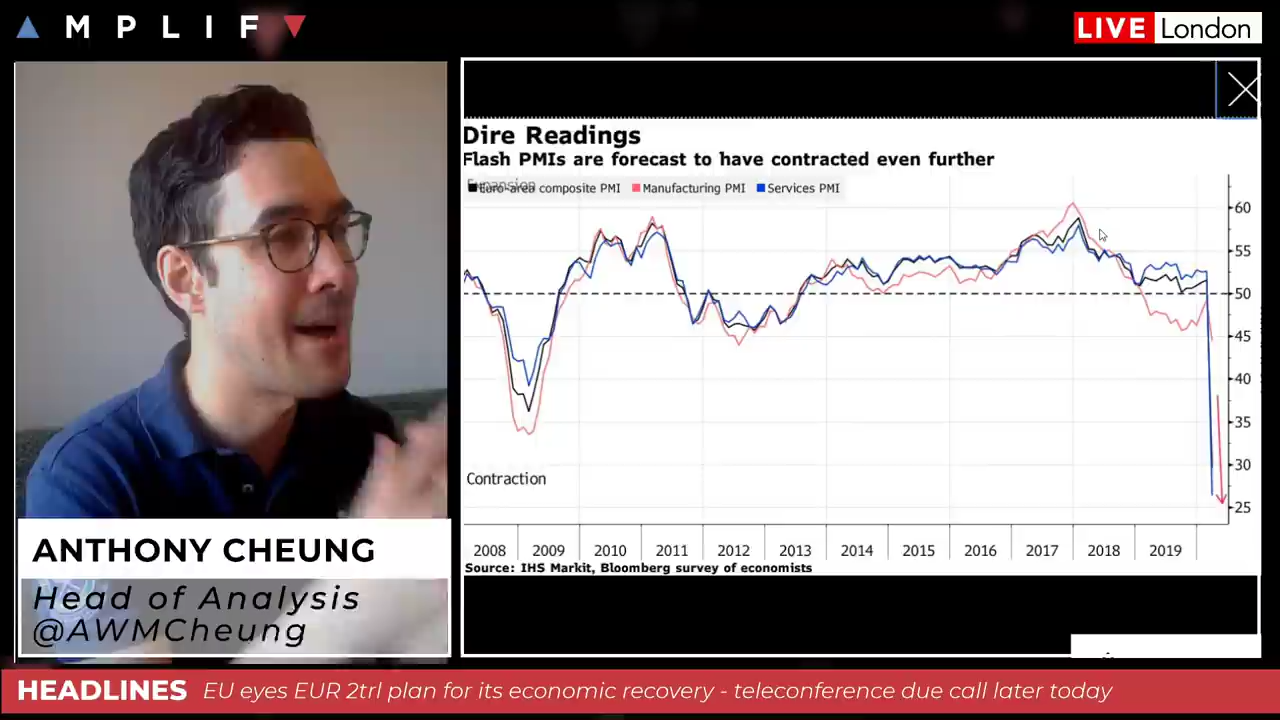 AMPLIFY
LIVE London
Dire Readings
Flash PMIs are forecast to have contracted even further
Expansion
Euro-area composite PMI Manufacturing PMI Services PMI
60
55
50
45
40
35
30
25
Contraction
2008 2009 2010 2011 2012 2013 2014 2015 2016 2017 2018 2019
Source: IHS Markit, Bloomberg survey of economists
ANTHONY CHEUNG
Head of Analysis
@AWMCheung
HEADLINES EU eyes EUR 2trl plan for its economic recovery - teleconference due call later today